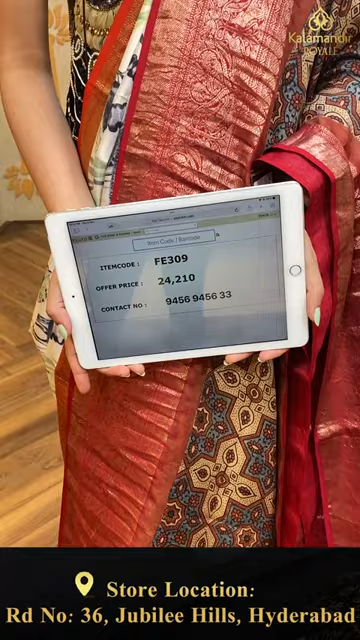 Kalamandir
ROYALE
Item Code / Barcode
ITEMCODE : FE309
OFFER PRICE : 24,210
CONTACT NO : 9456 9456 33
Store Location:
Rd No: 36, Jubilee Hills, Hyderabad